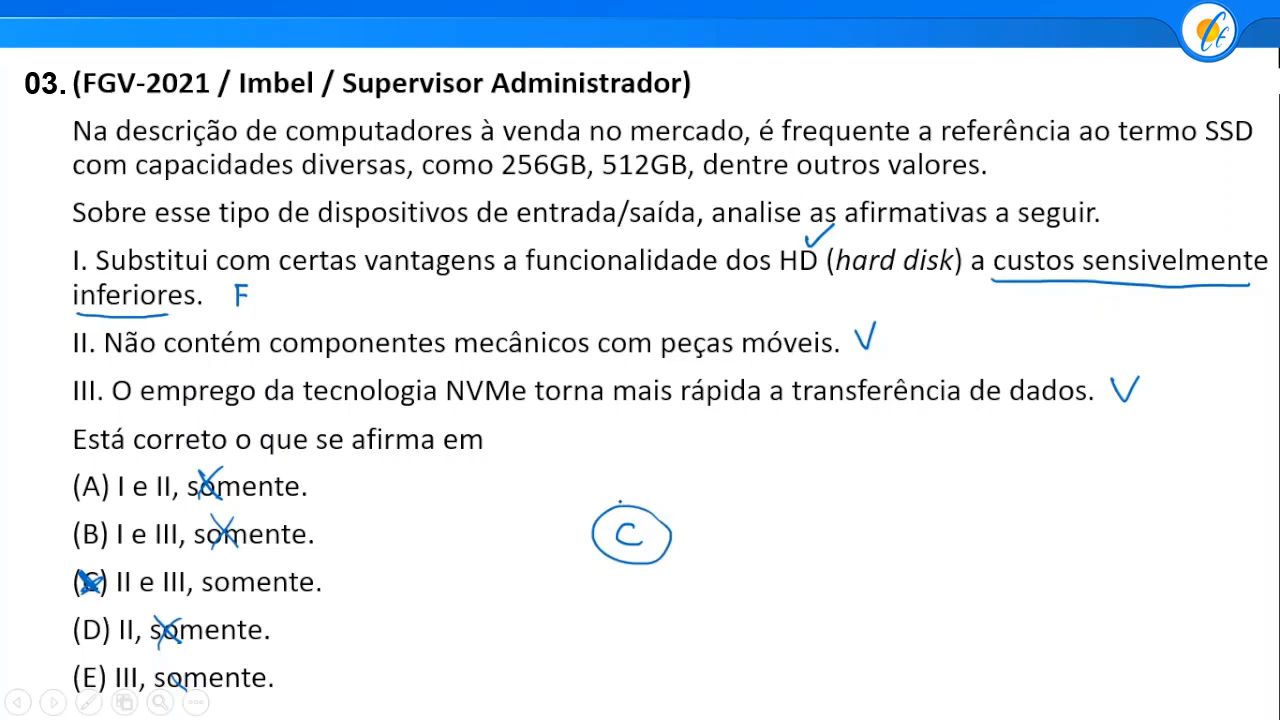 03. (FGV-2021 / Imbel / Supervisor Administrador)
Na descrição de computadores à venda no mercado, é frequente a referência ao termo SSD
com capacidades diversas, como 256GB, 512GB, dentre outros valores.
Sobre esse tipo de dispositivos de entrada/saída, analise as afirmativas a seguir.
I. Substitui com certas vantagens a funcionalidade dos HD (hard disk) a custos sensivelmente
inferiores. F
II. Não contém componentes mecânicos com peças móveis. V
III. O emprego da tecnologia NVMe torna mais rápida a transferência de dados. V
Está correto o que se afirma em
(A) I e II, somente.
(B) I e III, somente.
C
(C) II e III, somente.
(D) II, somente.
(E) III, somente.